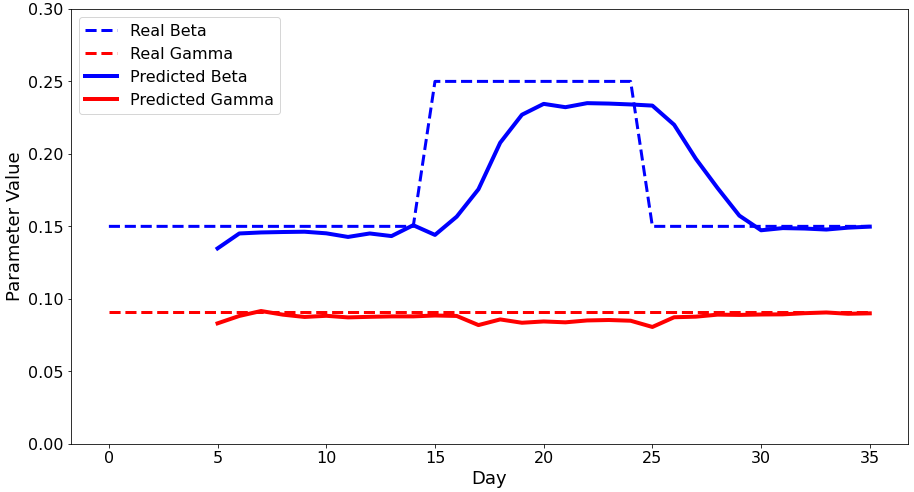 0.30
0.25
0.20
0.15
0.10
0.05
0.00
Parameter Value
Real Beta
Real Gamma
Predicted Beta
Predicted Gamma
0 5 10 15 20 25 30 35
Day